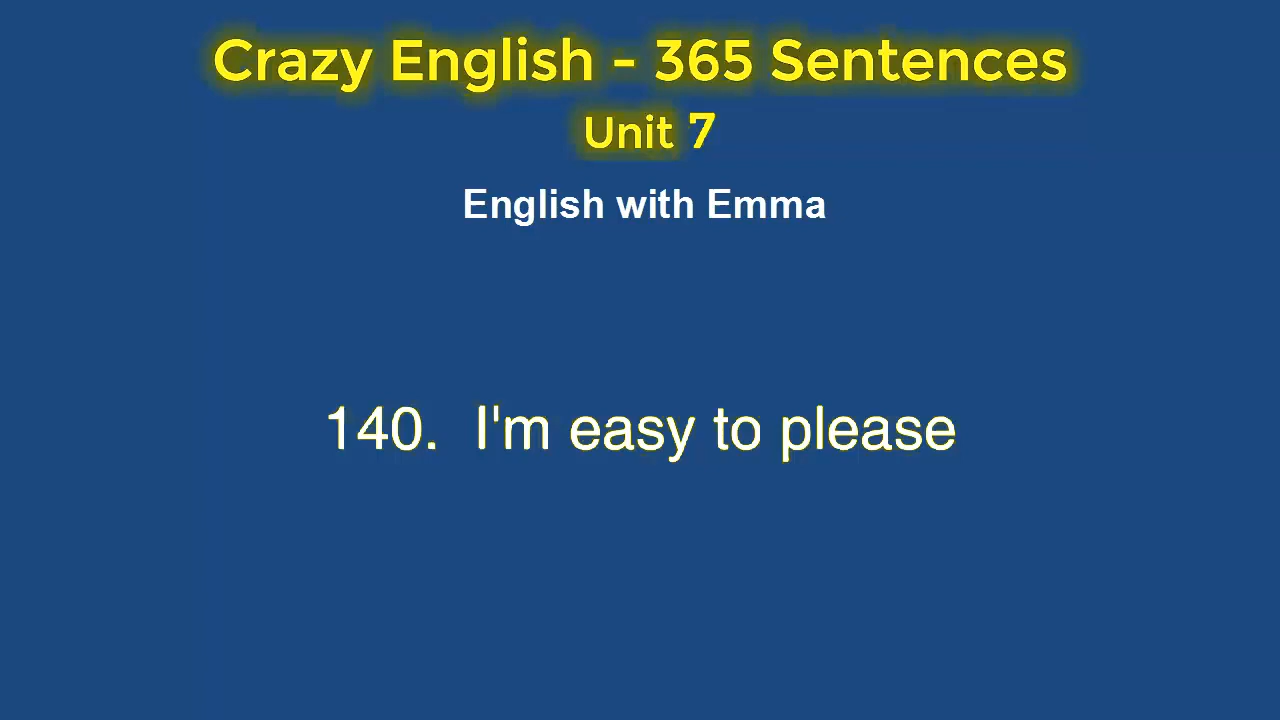 Crazy English - 365 Sentences
Unit 7
English with Emma
140. I'm easy to please